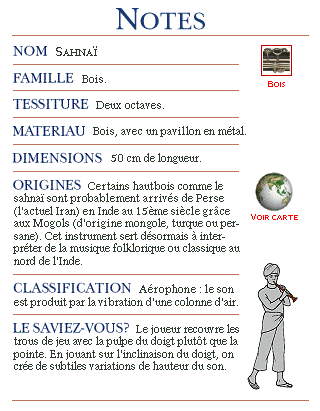 NOTES
NOM SAHNAÏ
FAMILLE Bois.
Bois
TESSITURE Deux octaves.
MATERIAU Bois, avec un pavillon en métal.
DIMENSIONS 50 cm de longueur.
ORIGINES Certains hautbois comme le
sahnaï sont probablement arrivés de Perse
(l'actuel Iran) en Inde au 15ème siècle grâce
aux Mogols (d'origine mongole, turque ou per-
sane). Cet instrument sert désormais à inter-
préter de la musique folklorique ou classique au
nord de l'Inde.
VOIR CARTE
CLASSIFICATION Aérophone : le son
est produit par la vibration d'une colonne d'air.
LE SAVIEZ-VOUS? Le joueur recouvre les
trous de jeu avec la pulpe du doigt plutôt que la
pointe. En jouant sur l'inclinaison du doigt, on
crée de subtiles variations de hauteur du son.